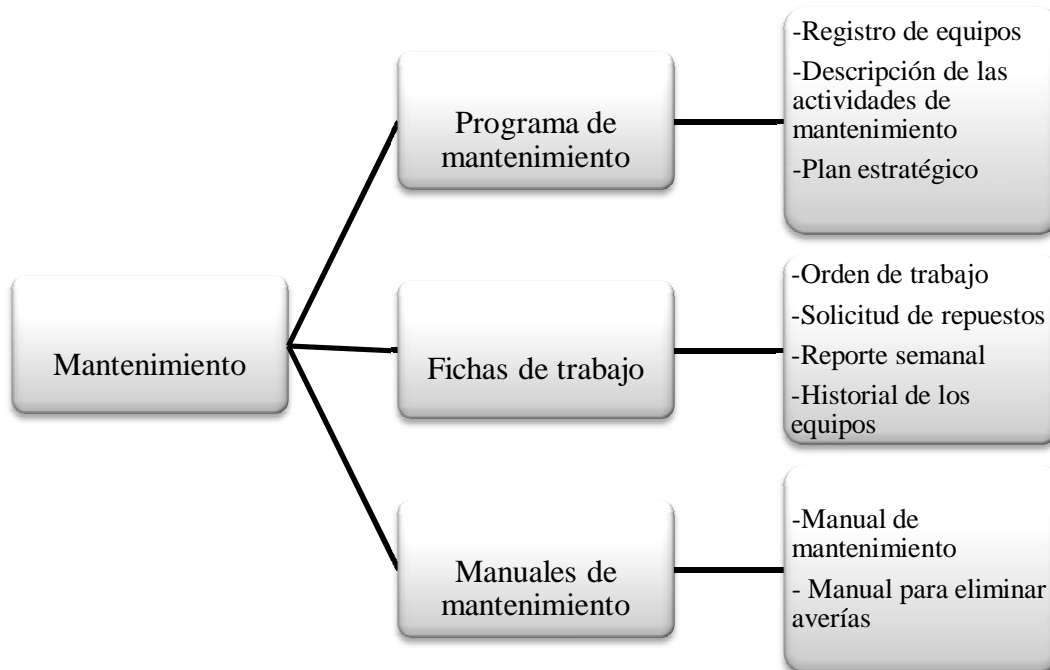 Mantenimiento
Programa de
mantenimiento
-Registro de equipos
-Descripción de las
actividades de
mantenimiento
-Plan estratégico
Fichas de trabajo
-Orden de trabajo
-Solicitud de repuestos
-Reporte semanal
-Historial de los
equipos
Manuales de
mantenimiento
-Manual de
mantenimiento
- Manual para eliminar
averías